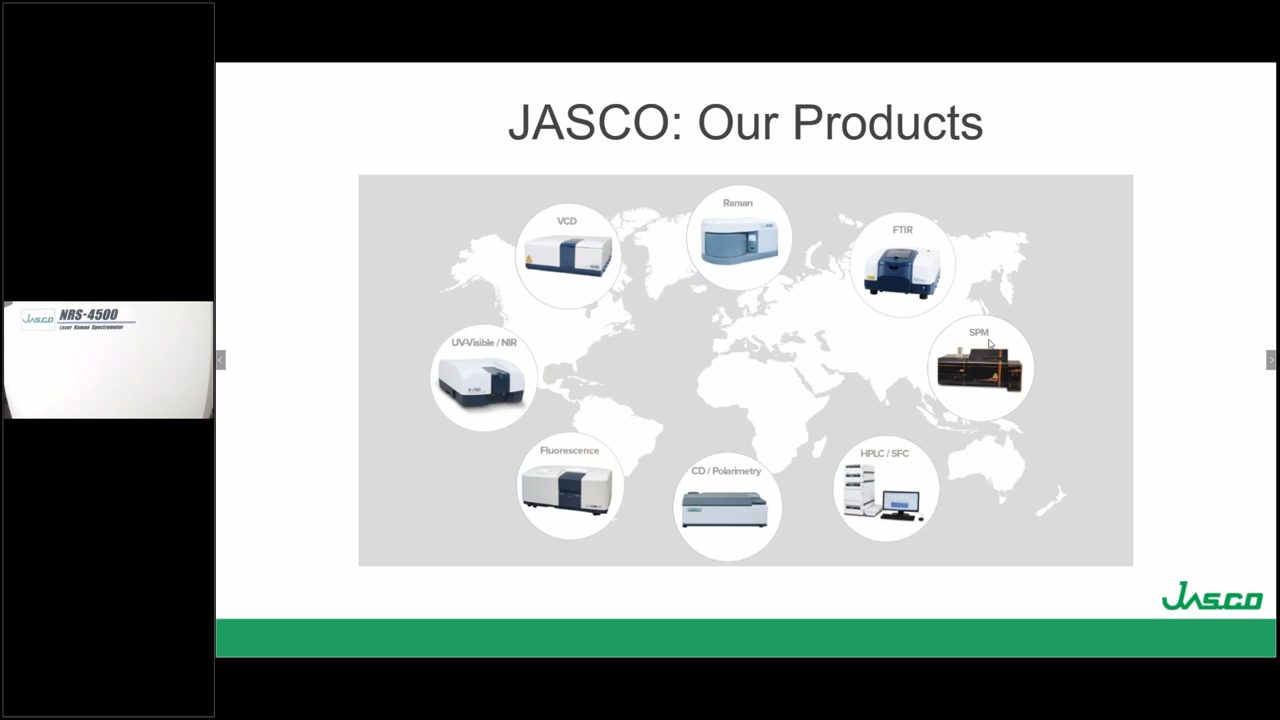 JASCO: Our Products
VCD
Raman
FTIR
UV-Visible / NIR
SPM
Fluorescence
CD / Polarimetry
HPLC / SFC
Jasco
Jasco NRS-4500
Laser Raman Spectrometer